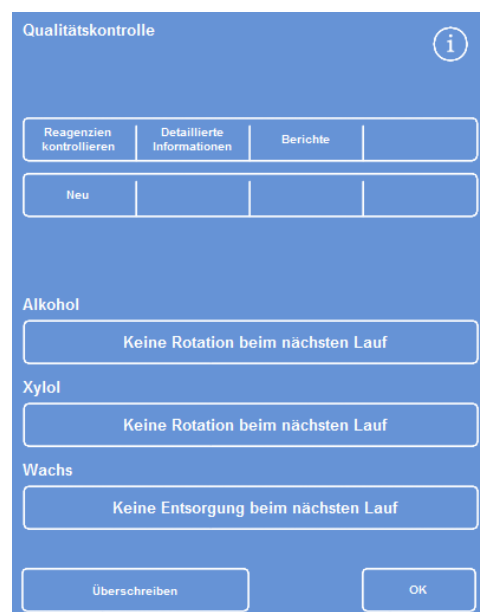 Qualitätskontrolle
i
Reagenzien
kontrollieren
Detaillierte
Informationen
Berichte
Neu
Alkohol
Keine Rotation beim nächsten Lauf
Xylol
Keine Rotation beim nächsten Lauf
Wachs
Keine Entsorgung beim nächsten Lauf
Überschreiben
OK